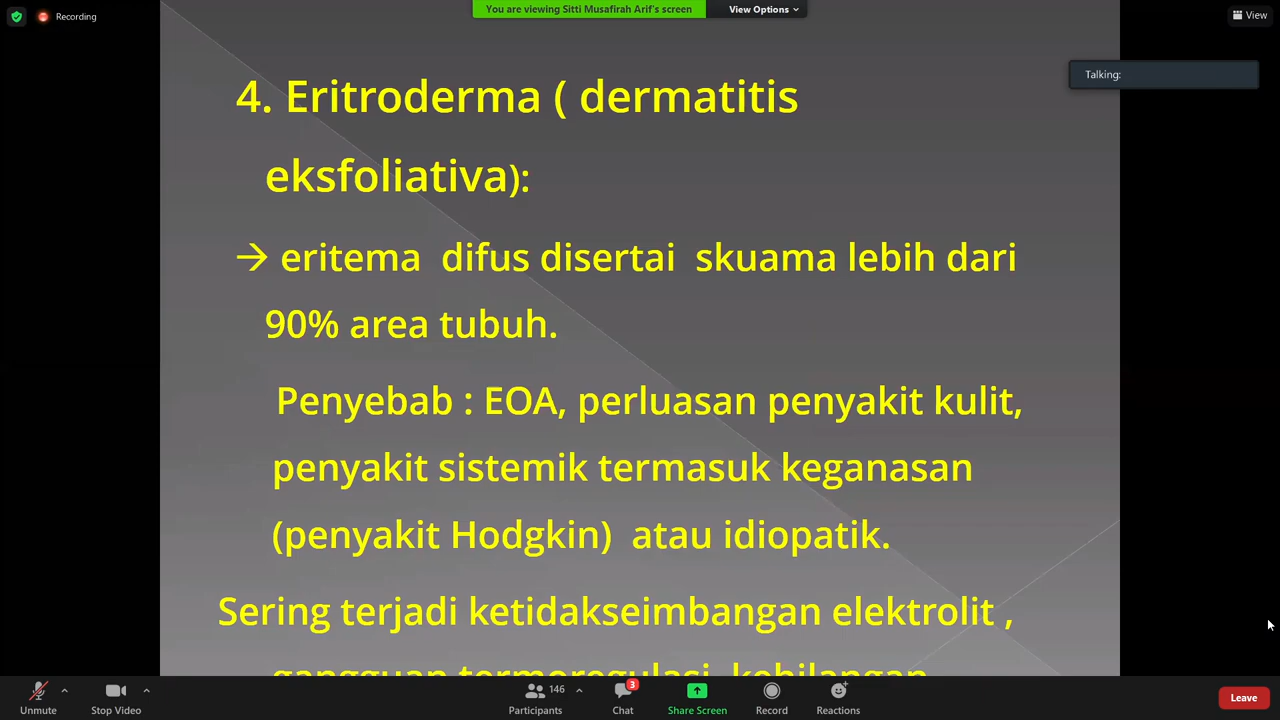 Recording
You are viewing Sitti Musafirah Arif's screen
View Options
View
Talking:
4. Eritroderma ( dermatitis
eksfoliativa):
→ eritema difus disertai skuama lebih dari
90% area tubuh.
Penyebab : EOA, perluasan penyakit kulit,
penyakit sistemik termasuk keganasan
(penyakit Hodgkin) atau idiopatik.
Sering terjadi ketidakseimbangan elektrolit ,
gangguan termoregulasi, kehilangan
Unmute
Stop Video
146
Participants
3
Chat
Share Screen
Record
Reactions
Leave